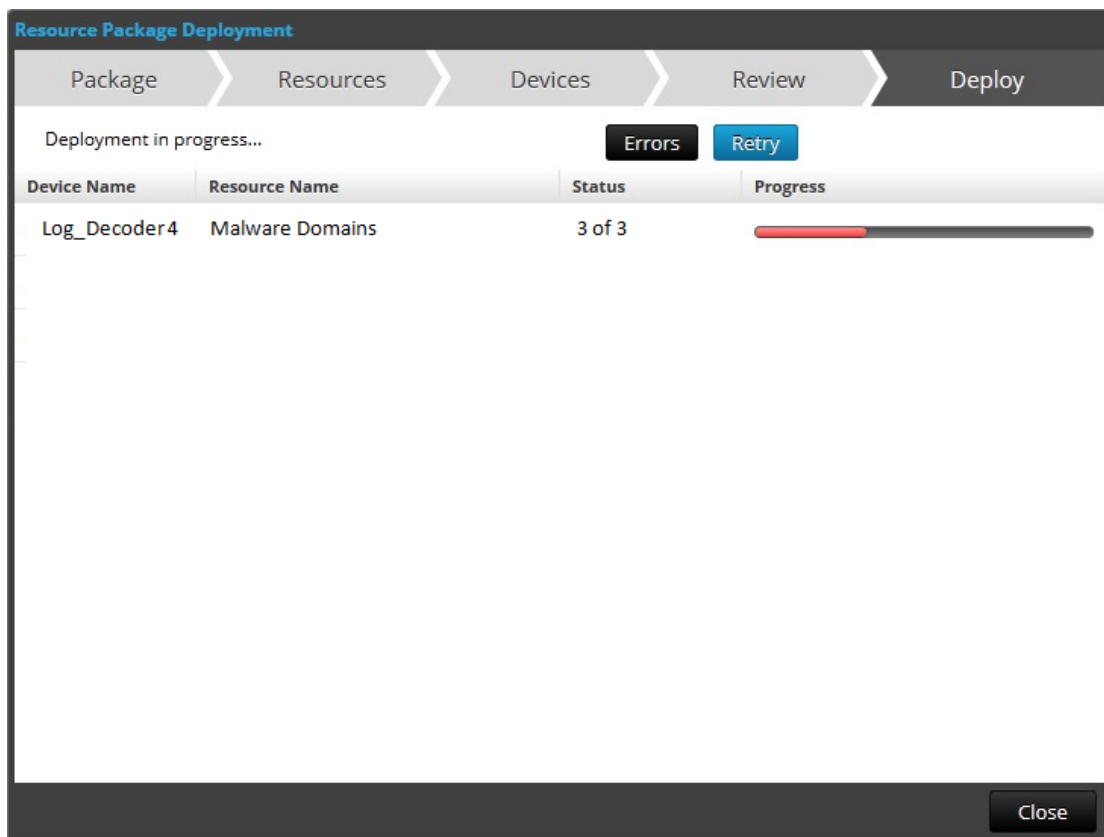 Resource Package Deployment
Package Resources Devices Review Deploy
Deployment in progress... Errors Retry
Device Name Resource Name Status Progress
Log_Decoder4 Malware Domains 3 of 3
Close